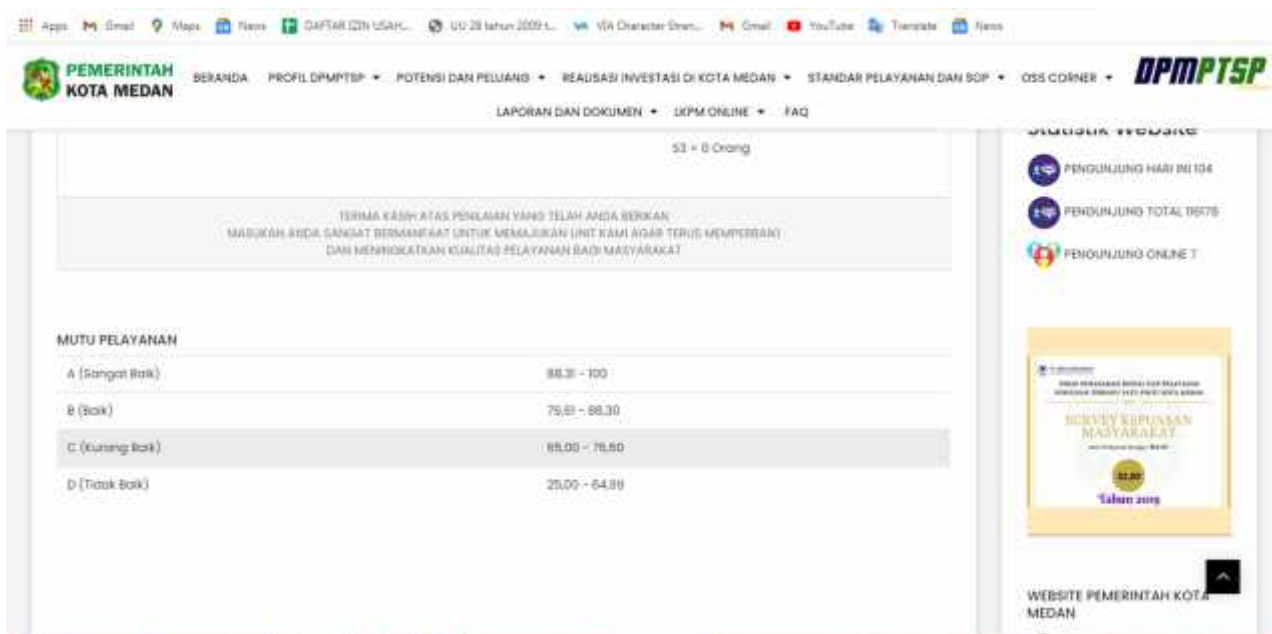 Apps Gmail Maps News DAFTAR IZIN USAH... UU 28 tahun 2009 t... VIA Character Stren... Gmail YouTube Translate News
PEMERINTAH
KOTA MEDAN
BERANDA PROFIL DPMPTSP POTENSI DAN PELUANG REALISASI INVESTASI DI KOTA MEDAN STANDAR PELAYANAN DAN SOP OSS CORNER
DPMPTSP
LAPORAN DAN DOKUMEN LKPM ONLINE FAQ
Statistik Website
S3 = 0 Orang
PENGUNJUNG HARI INI 104
TERIMA KASIH ATAS PENILAIAN YANG TELAH ANDA BERIKAN
MASUKAN ANDA SANGAT BERMANFAAT UNTUK MEMAJUKAN UNIT KAMI AGAR TERUS MEMPERBAIKI
DAN MENINGKATKAN KUALITAS PELAYANAN BAGI MASYARAKAT
PENGUNJUNG TOTAL
PENGUNJUNG ONLINE 7
MUTU PELAYANAN
A (Sangat Baik) 88,31 - 100
B (Baik) 76,61 - 88,30
C (Kurang Baik) 65,00 - 76,60
D (Tidak Baik) 25,00 - 64,99
SURVEY KEPUASAN
MASYARAKAT
Tahun 2019
WEBSITE PEMERINTAH KOTA
MEDAN